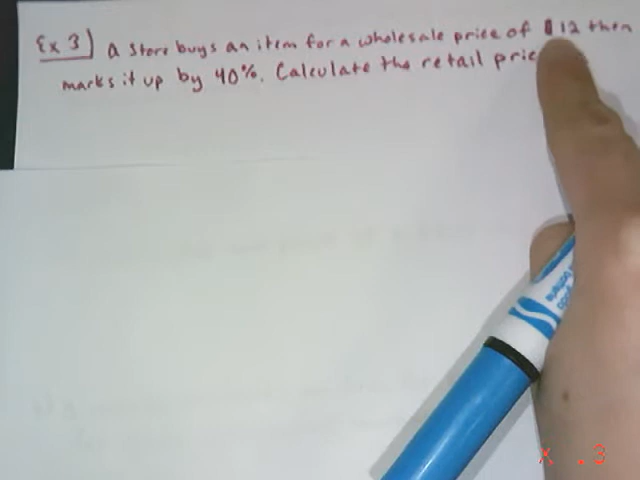 Ex 3) a store buys an item for a wholesale price of $12 then
marks it up by 40%. Calculate the retail
x .3